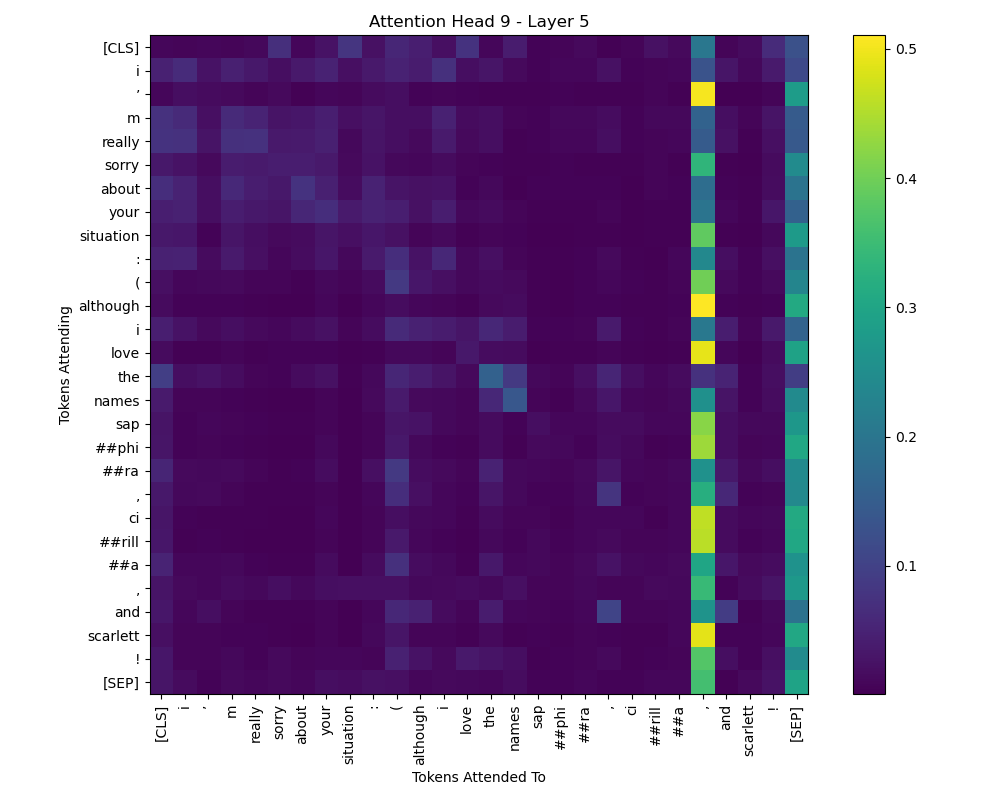 Attention Head 9 - Layer 5
[CLS]
i
’
m
really
sorry
about
your
situation
:
(
although
i
love
the
names
sap
##phi
##ra
,
ci
##rill
##a
,
and
scarlett
!
[SEP]
Tokens Attending
[CLS]
i
’
m
really
sorry
about
your
situation
:
(
although
i
love
the
names
sap
##phi
##ra
,
ci
##rill
##a
,
and
scarlett
!
[SEP]
Tokens Attended To
0.5
0.4
0.3
0.2
0.1